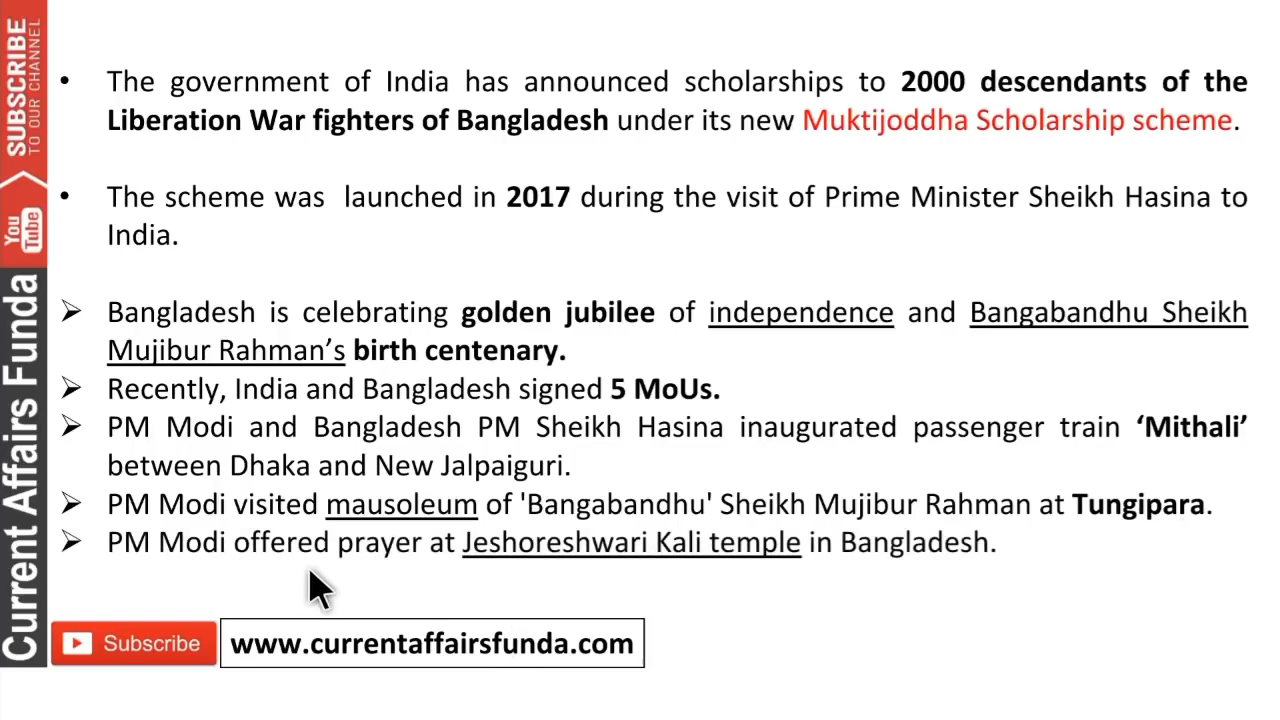 SUBSCRIBE
TO OUR CHANNEL
You
Tube
Current Affairs Funda
• The government of India has announced scholarships to 2000 descendants of the
Liberation War fighters of Bangladesh under its new Muktijoddha Scholarship scheme.
• The scheme was launched in 2017 during the visit of Prime Minister Sheikh Hasina to
India.
➢ Bangladesh is celebrating golden jubilee of independence and Bangabandhu Sheikh
Mujibur Rahman’s birth centenary.
➢ Recently, India and Bangladesh signed 5 MoUs.
➢ PM Modi and Bangladesh PM Sheikh Hasina inaugurated passenger train ‘Mithali’
between Dhaka and New Jalpaiguri.
➢ PM Modi visited mausoleum of 'Bangabandhu' Sheikh Mujibur Rahman at Tungipara.
➢ PM Modi offered prayer at Jeshoreshwari Kali temple in Bangladesh.
Subscribe
www.currentaffairsfunda.com